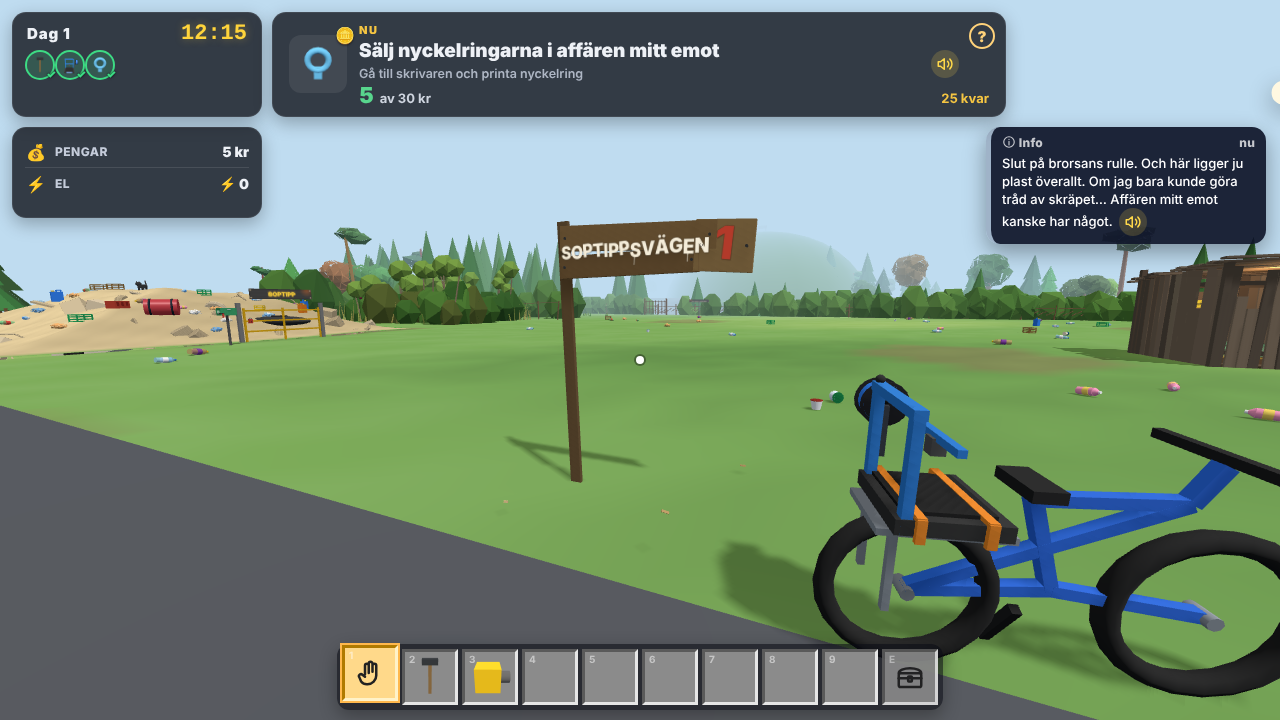 Dag 1
12:15
NU
Sälj nyckelringarna i affären mitt emot
Gå till skrivaren och printa nyckelring
5 av 30 kr
25 kvar
?
PENGAR
5 kr
EL
0
Info
nu
Slut på brorsans rulle. Och här ligger ju
plast överallt. Om jag bara kunde göra
tråd av skräpet... Affären mitt emot
kanske har något.
SOPTIPPSVÄGEN 1
SOPTIPP
1
2
3
4
5
6
7
8
9
E